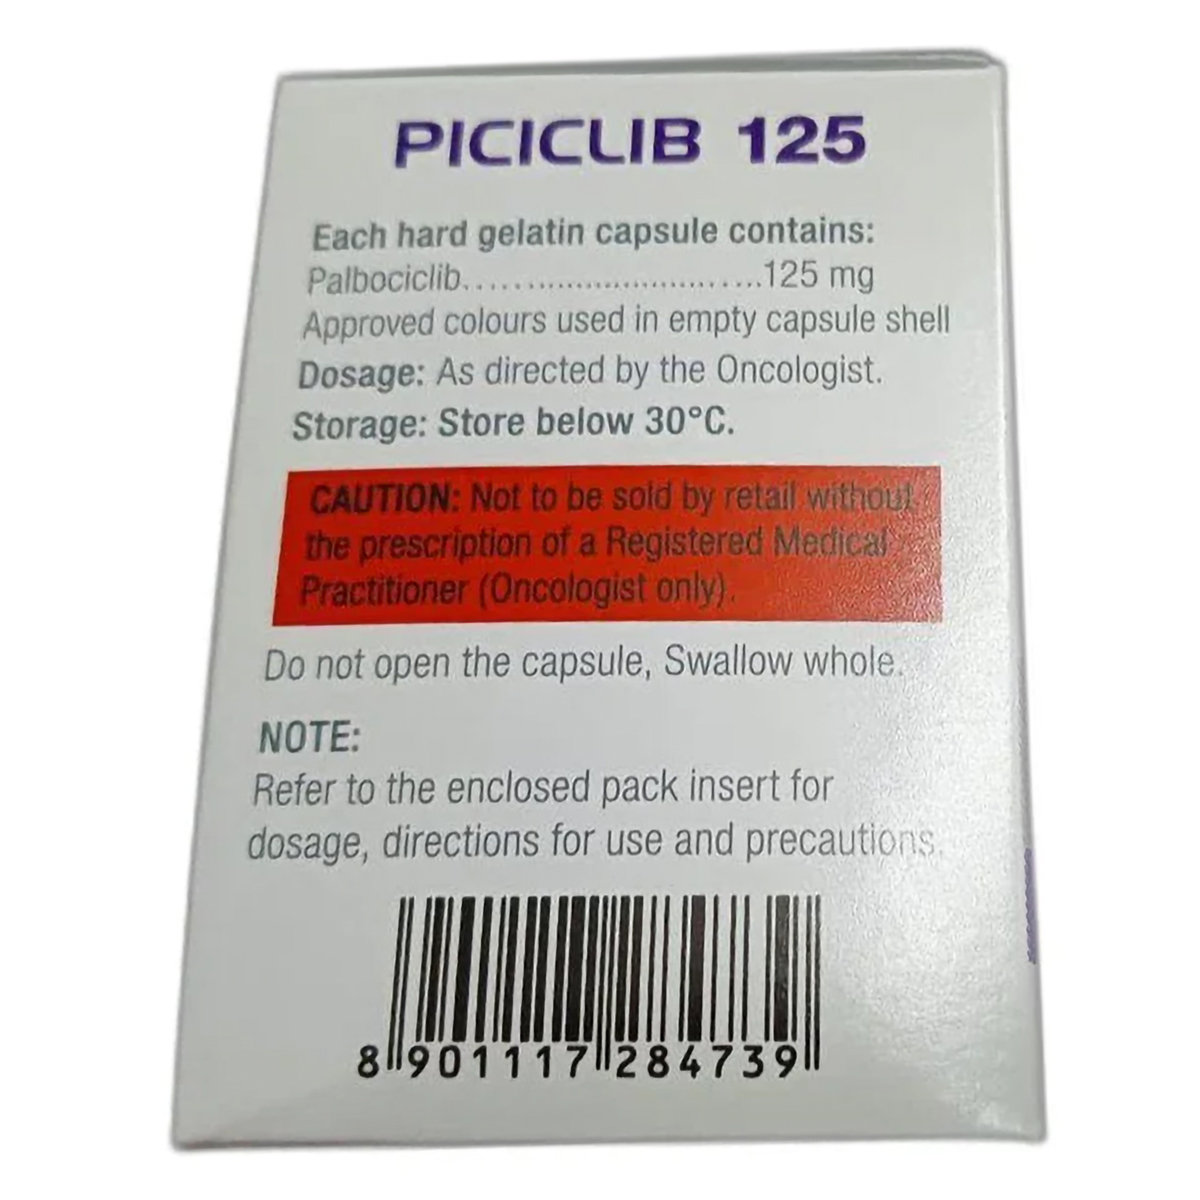 PICICLIB 125
Each hard gelatin capsule contains:
Palbociclib.................................125 mg
Approved colours used in empty capsule shell
Dosage: As directed by the Oncologist.
Storage: Store below 30°C.
CAUTION: Not to be sold by retail without
the prescription of a Registered Medical
Practitioner (Oncologist only).
Do not open the capsule, Swallow whole.
NOTE:
Refer to the enclosed pack insert for
dosage, directions for use and precautions.
8 901117 284739